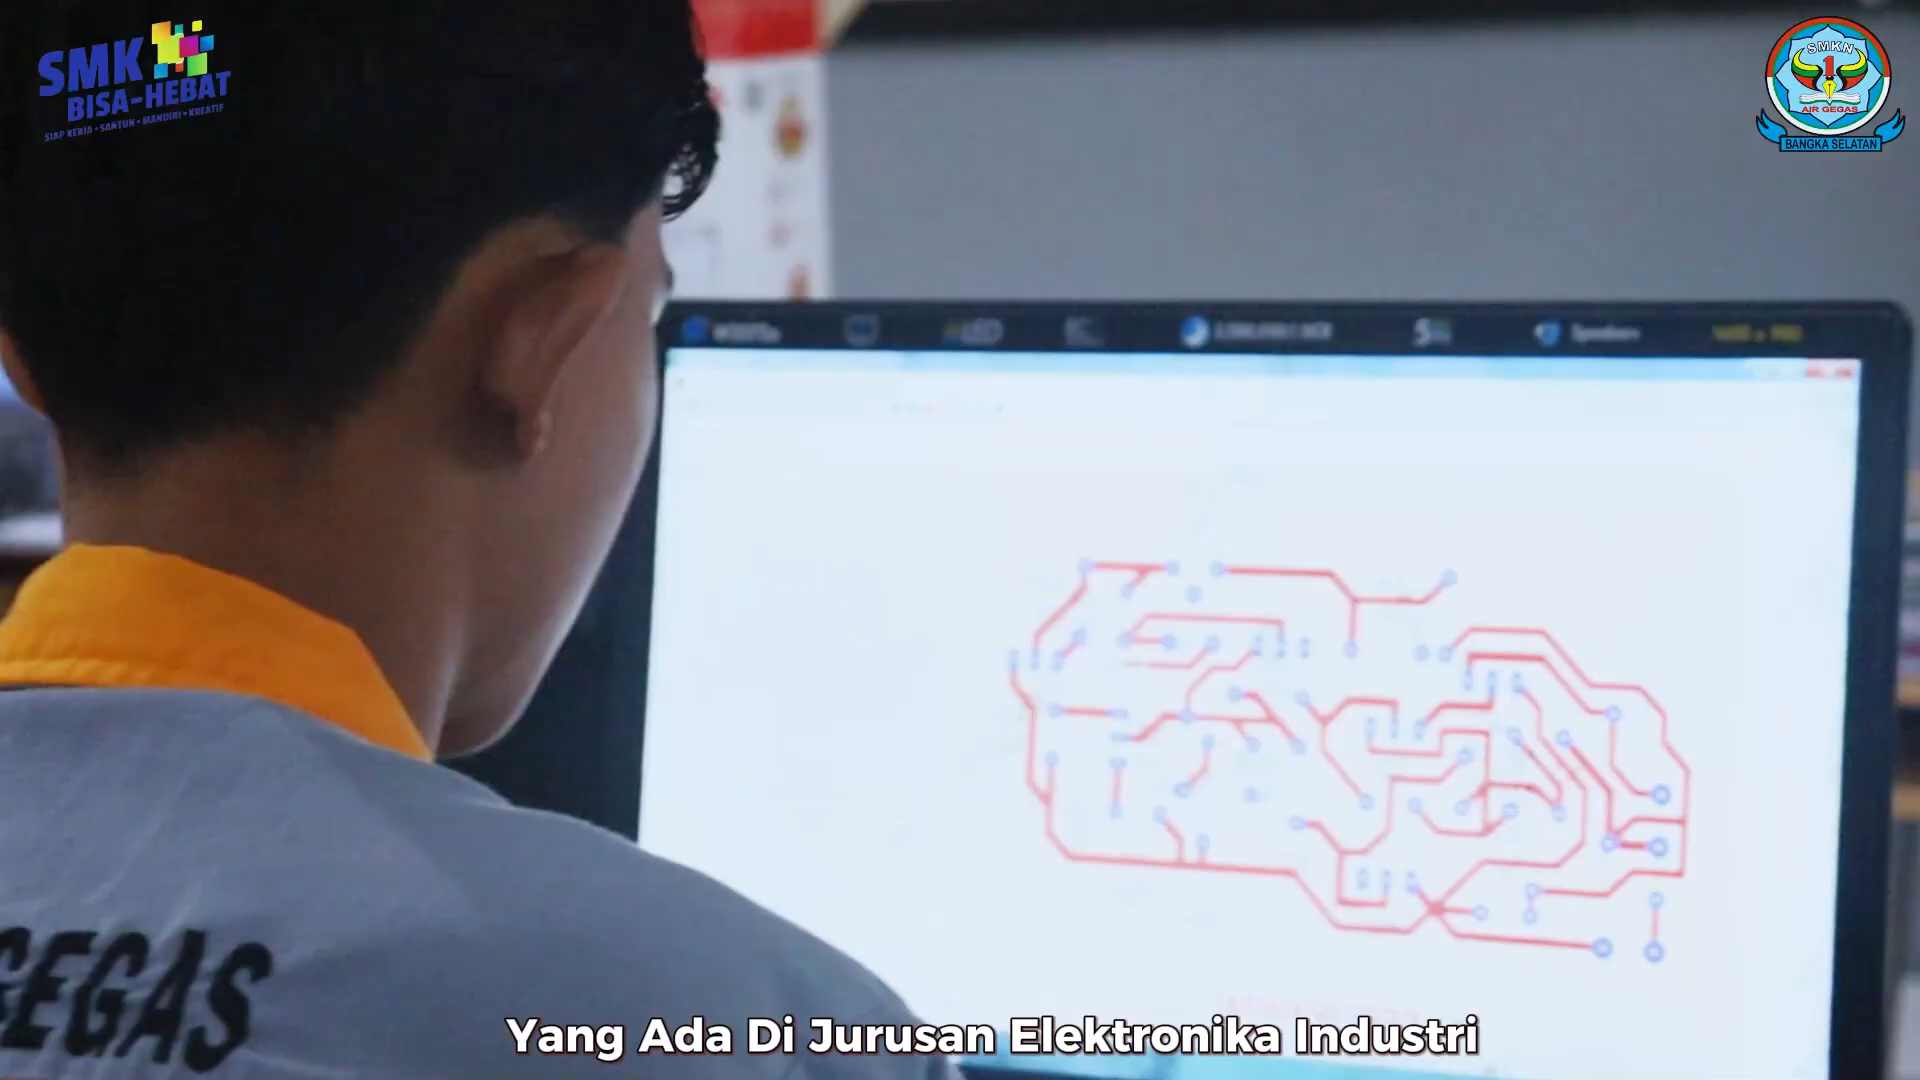 SMK
BISA-HEBAT
SIAP KERJA • SANTUN • MANDIRI • KREATIF
SMKN
1
AIR GEGAS
BANGKA SELATAN
Speakers
GEGAS
Yang Ada Di Jurusan Elektronika Industri